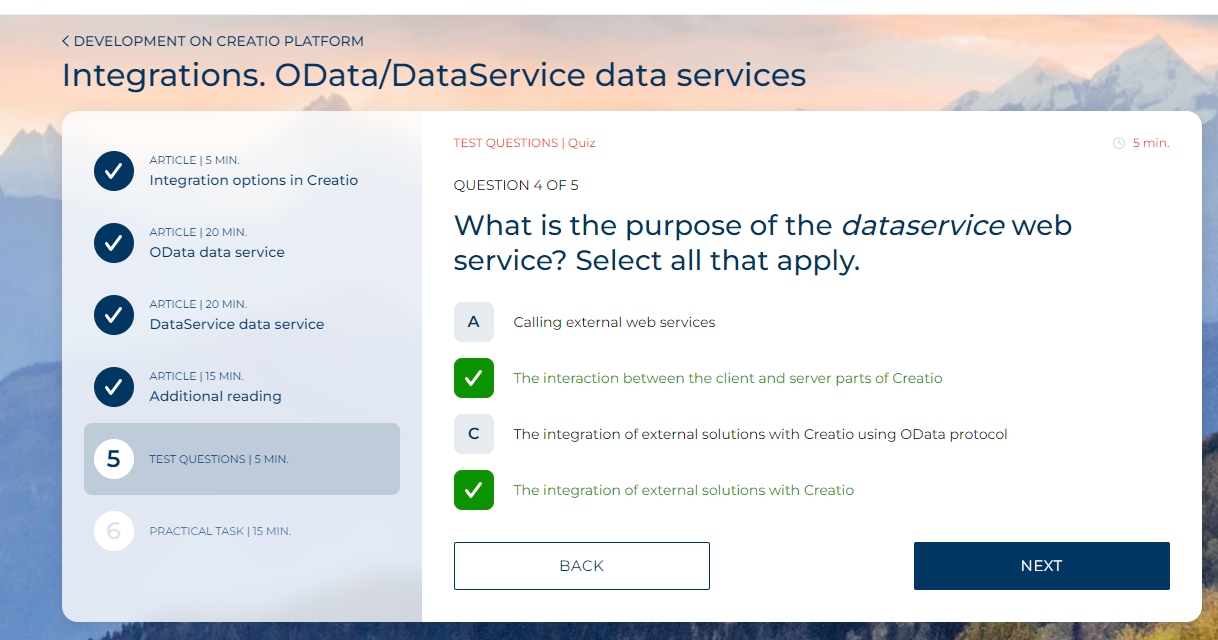 < DEVELOPMENT ON CREATIO PLATFORM
Integrations. OData/DataService data services
ARTICLE | 5 MIN.
Integration options in Creatio
ARTICLE | 20 MIN.
OData data service
ARTICLE | 20 MIN.
DataService data service
ARTICLE | 15 MIN.
Additional reading
5
TEST QUESTIONS | 5 MIN.
6
PRACTICAL TASK | 15 MIN.
TEST QUESTIONS | Quiz
5 min.
QUESTION 4 OF 5
What is the purpose of the dataservice web
service? Select all that apply.
A
Calling external web services
The interaction between the client and server parts of Creatio
C
The integration of external solutions with Creatio using OData protocol
The integration of external solutions with Creatio
BACK
NEXT